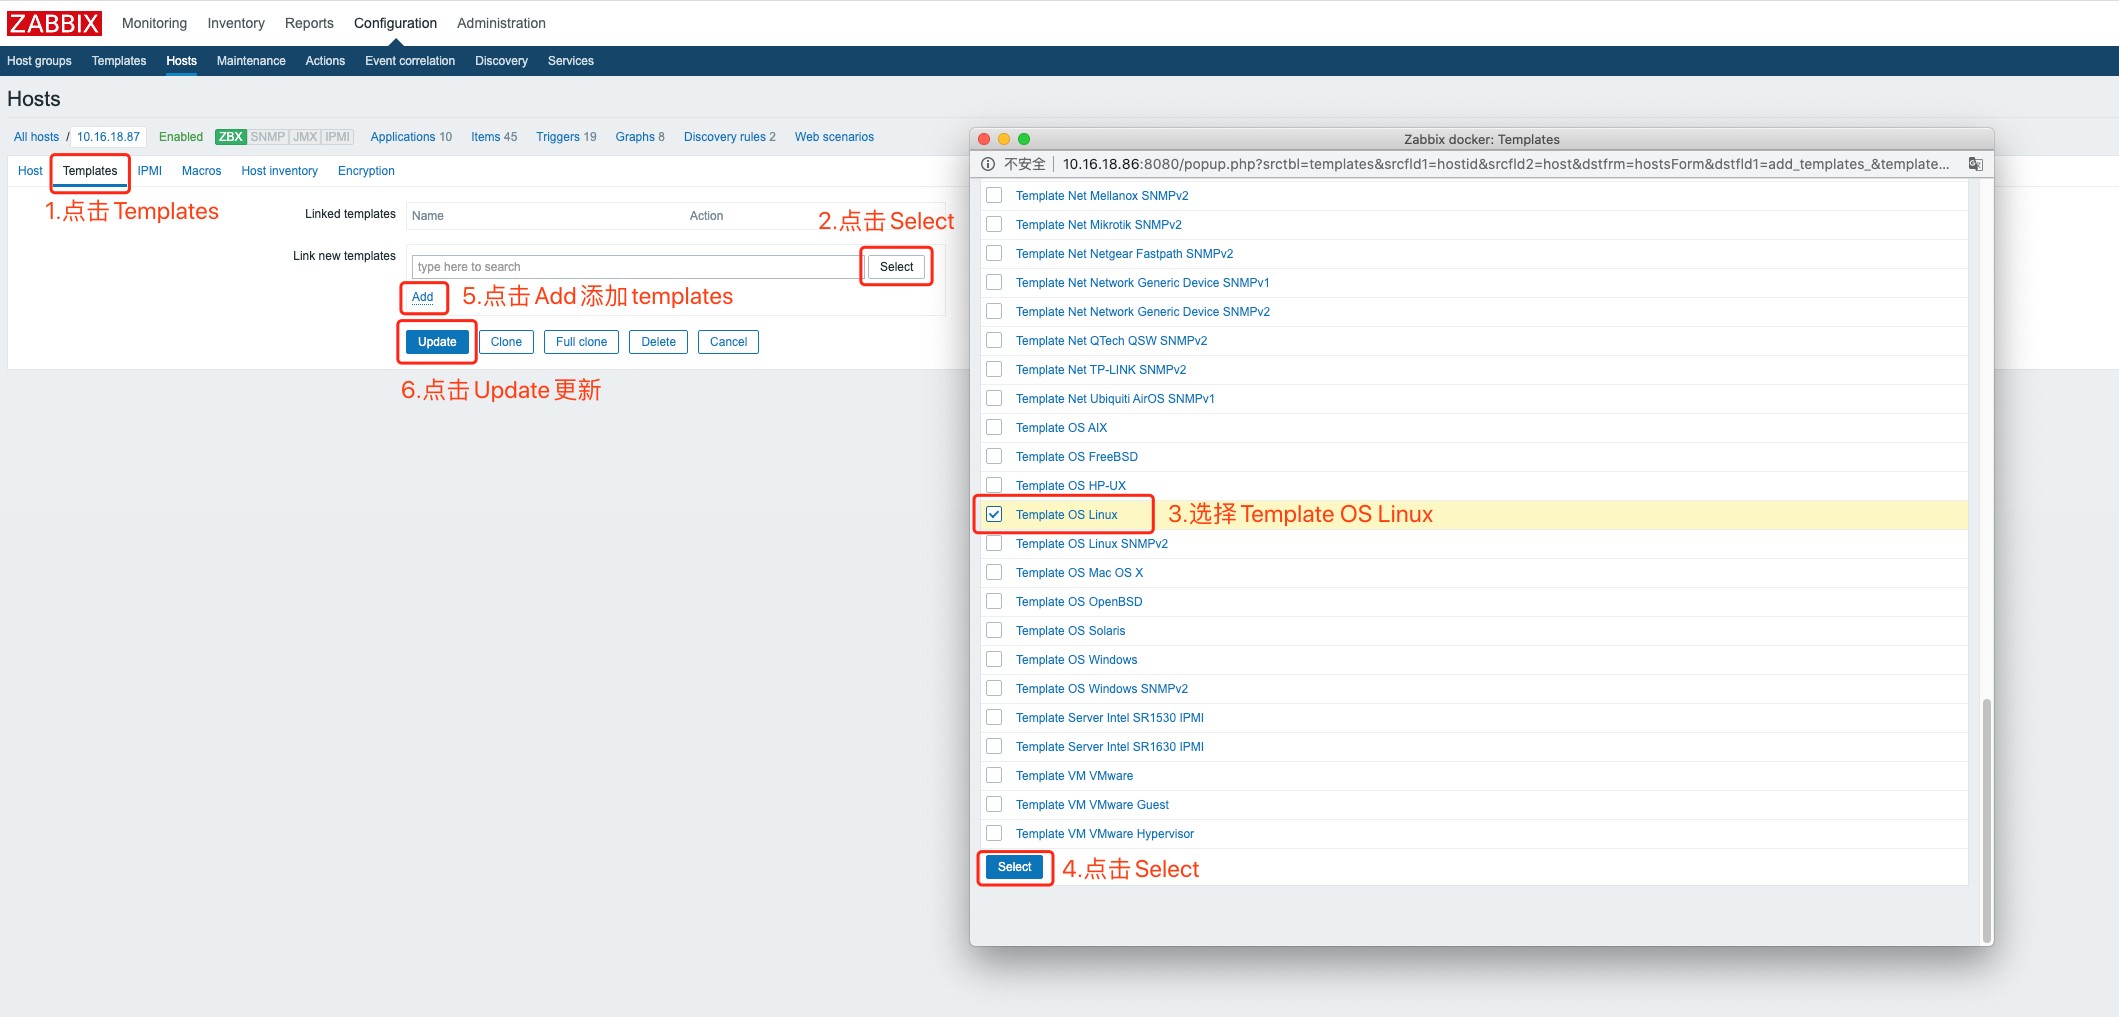 ZABBIX Monitoring Inventory Reports Configuration Administration
Host groups Templates Hosts Maintenance Actions Event correlation Discovery Services
Hosts
All hosts / 10.16.18.87 Enabled ZBX SNMP JMX IPMI Applications 10 Items 45 Triggers 19 Graphs 8 Discovery rules 2 Web scenarios
Host Templates IPMI Macros Host inventory Encryption
1.点击 Templates
Linked templates Name Action
2.点击 Select
Link new templates type here to search Select
Add 5.点击 Add 添加 templates
Update Clone Full clone Delete Cancel
6.点击 Update 更新
Zabbix docker: Templates
不安全 10.16.18.86:8080/popup.php?srctbl=templates&srcfld1=hostid&srcfld2=host&dstfrm=hostsForm&dstfld1=add_templates_&template...
Template Net Mellanox SNMPv2
Template Net Mikrotik SNMPv2
Template Net Netgear Fastpath SNMPv2
Template Net Network Generic Device SNMPv1
Template Net Network Generic Device SNMPv2
Template Net QTech QSW SNMPv2
Template Net TP-LINK SNMPv2
Template Net Ubiquiti AirOS SNMPv1
Template OS AIX
Template OS FreeBSD
Template OS HP-UX
Template OS Linux 3.选择 Template OS Linux
Template OS Linux SNMPv2
Template OS Mac OS X
Template OS OpenBSD
Template OS Solaris
Template OS Windows
Template OS Windows SNMPv2
Template Server Intel SR1530 IPMI
Template Server Intel SR1630 IPMI
Template VM VMware
Template VM VMware Guest
Template VM VMware Hypervisor
Select 4.点击 Select